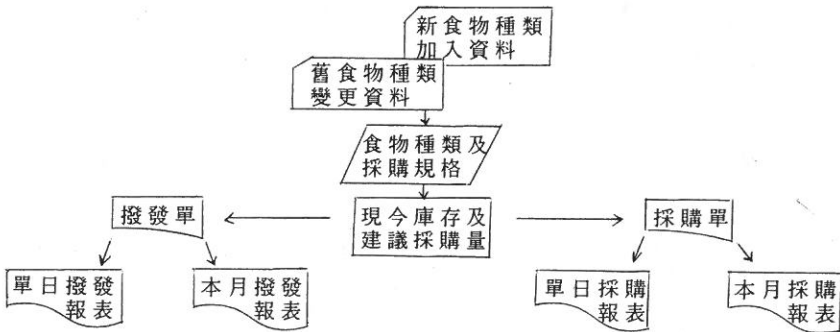 新食物種類
加入資料
舊食物種類
變更資料
食物種類及
採購規格
撥發單
現今庫存及
建議採購量
採購單
單日撥發
報表
本月撥發
報表
單日採購
報表
本月採購
報表